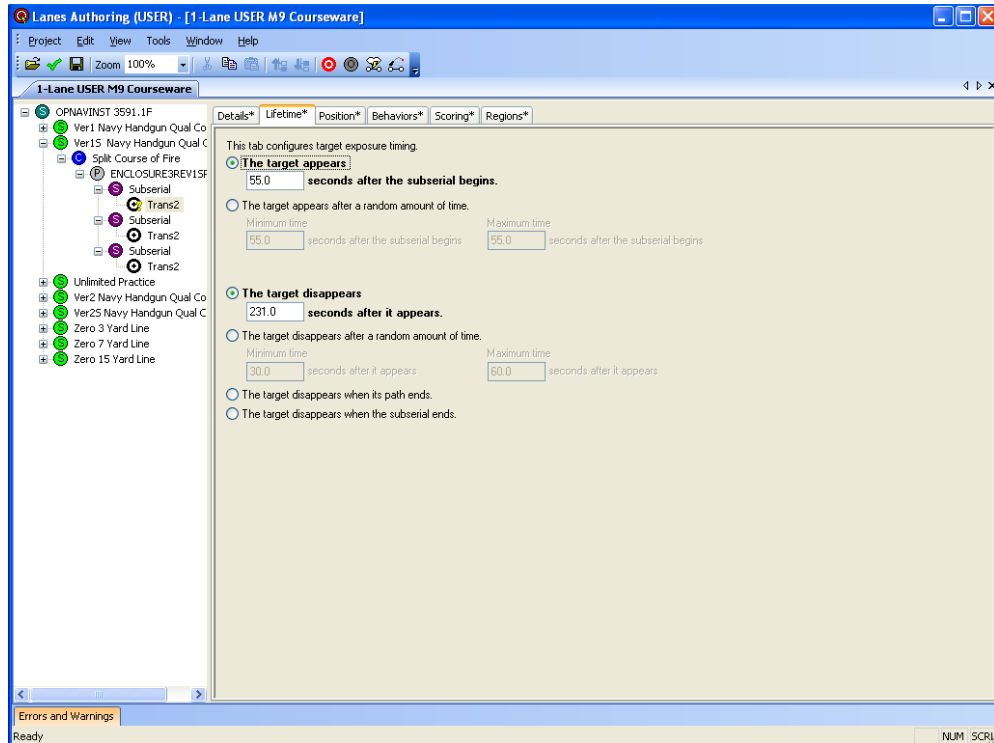 Lanes Authoring (USER) - [1-Lane USER M9 Courseware]
Project Edit View Tools Window Help
Zoom 100%
1-Lane USER M9 Courseware
OPNAVINST 3591.1F
Ver1 Navy Handgun Qual Co
Ver1S Navy Handgun Qual C
Split Course of Fire
ENCLOSURE3REV1SF
Subserial
Trans2
Subserial
Trans2
Subserial
Trans2
Unlimited Practice
Ver2 Navy Handgun Qual Co
Ver2S Navy Handgun Qual C
Zero 3 Yard Line
Zero 7 Yard Line
Zero 15 Yard Line
Details* Lifetime* Position* Behaviors* Scoring* Regions*
This tab configures target exposure timing.
The target appears
55.0 seconds after the subserial begins.
The target appears after a random amount of time.
Minimum time Maximum time
55.0 seconds after the subserial begins 55.0 seconds after the subserial begins
The target disappears
231.0 seconds after it appears.
The target disappears after a random amount of time.
Minimum time Maximum time
30.0 seconds after it appears 60.0 seconds after it appears
The target disappears when its path ends.
The target disappears when the subserial ends.
Errors and Warnings
Ready NUM SCRL